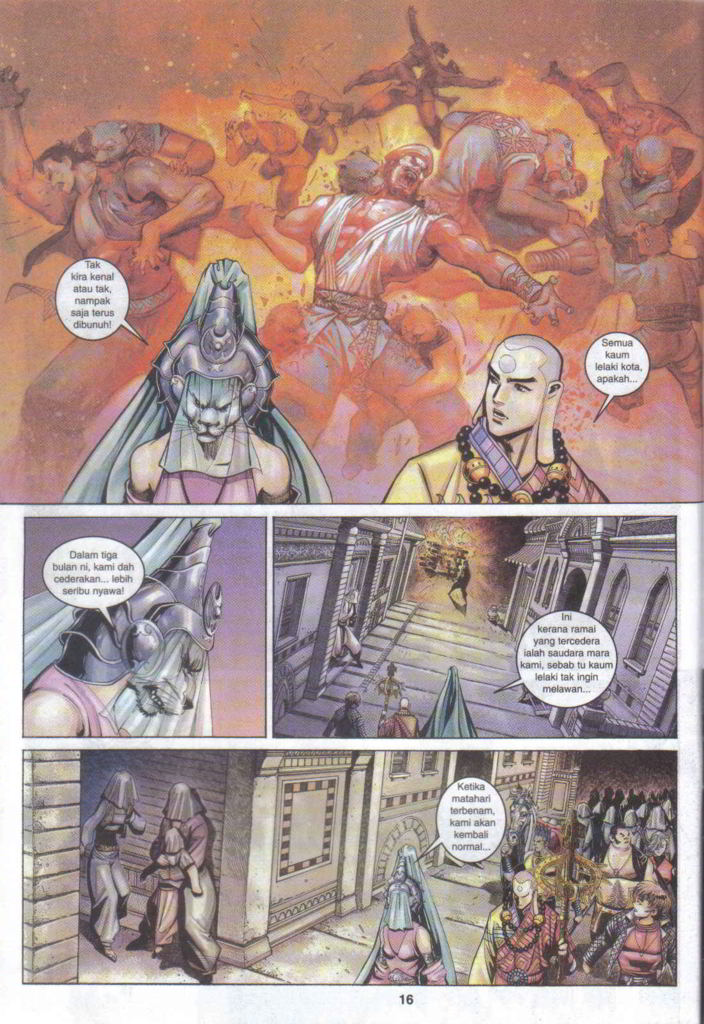 Tak
kira kenal
atau tak,
nampak
saja terus
dibunuh!
Semua
kaum
lelaki kota,
apakah...
Dalam tiga
bulan ni, kami dah
cederakan... lebih
seribu nyawa!
Ini
kerana ramai
yang tercedera
ialah saudara mara
kami, sebab tu kaum
lelaki tak ingin
melawan...
Ketika
matahari
terbenam,
kami akan
kembali
normal...
16